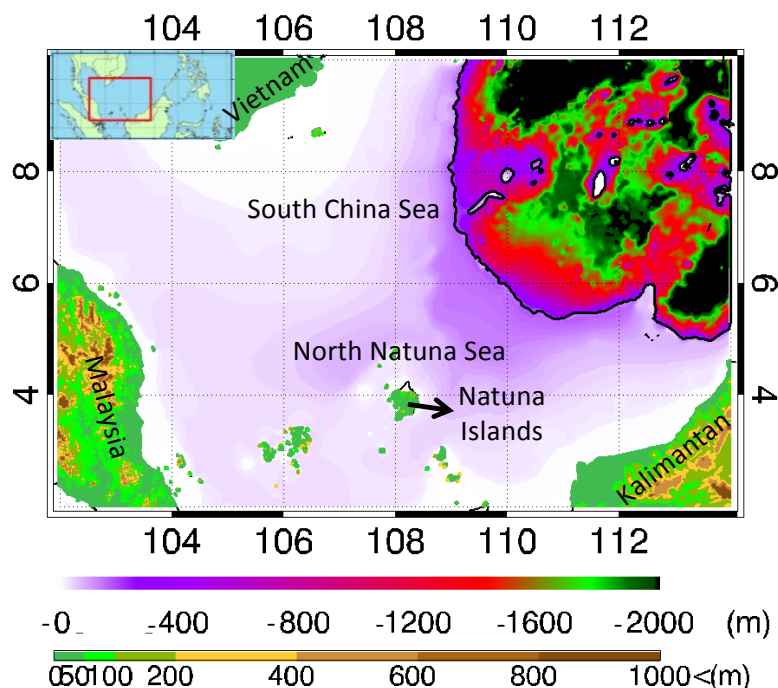 104 106 108 110 112
Vietnam
8
8
South China Sea
6
6
North Natuna Sea
Malaysia
4
4
Natuna
Islands
Kalimantan
104 106 108 110 112
-0 -400 -800 -1200 -1600 -2000 (m)
0 50 100 200 400 600 800 1000<(m)